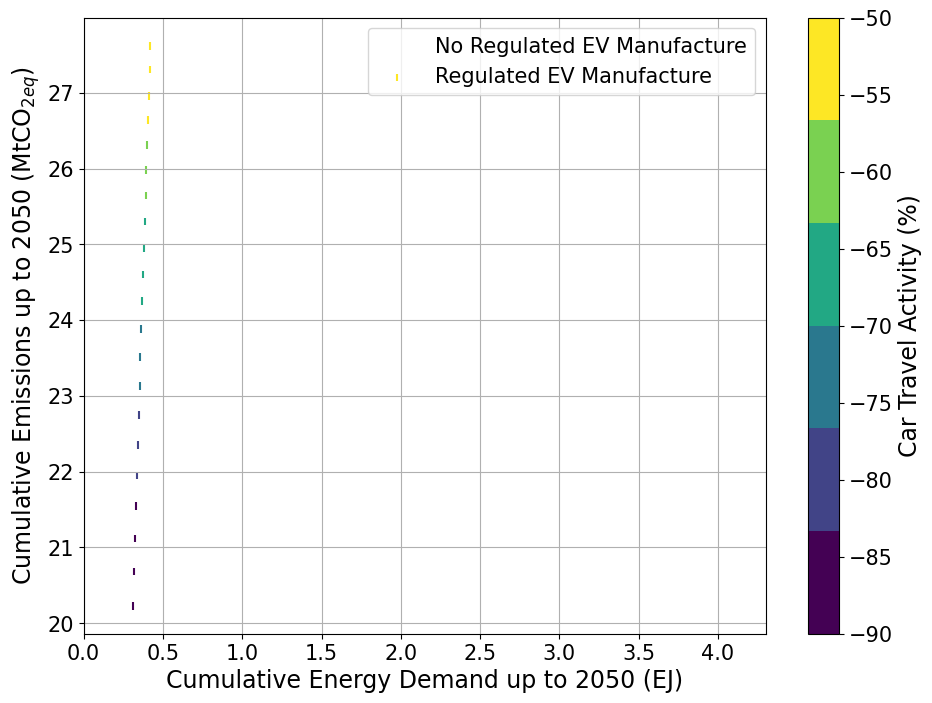 No Regulated EV Manufacture
Regulated EV Manufacture
Cumulative Emissions up to 2050 (MtCO2eq)
27
26
25
24
23
22
21
20
0.0 0.5 1.0 1.5 2.0 2.5 3.0 3.5 4.0
Cumulative Energy Demand up to 2050 (EJ)
−50
−55
−60
−65
−70
−75
−80
−85
−90
Car Travel Activity (%)